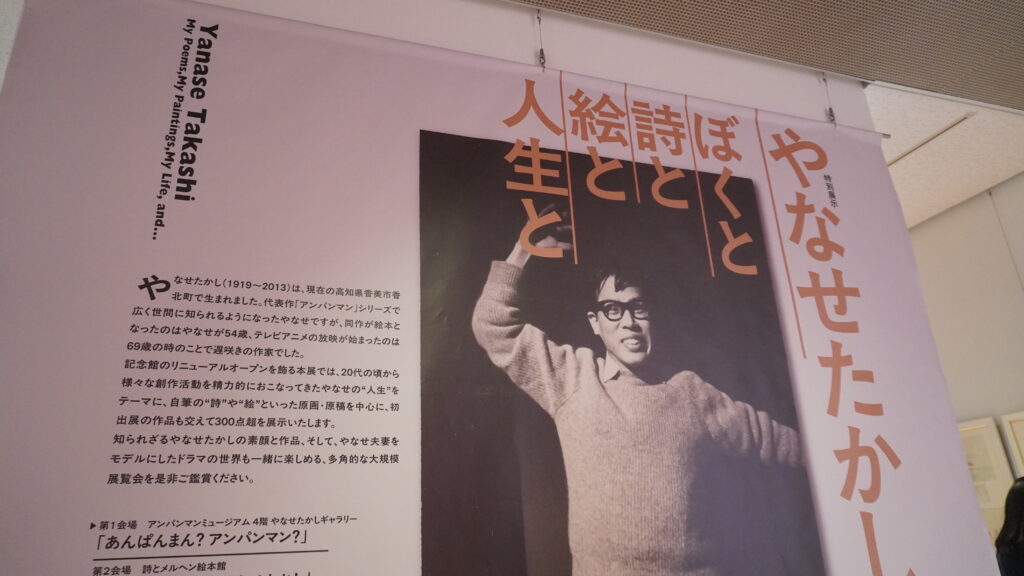 特別展示
やなせたかし
ぼくと
詩と
絵と
人生と
Yanase Takashi
My Poems,My Paintings,My Life, and...
やなせたかし(1919〜2013)は、現在の高知県香美市香
北町で生まれました。代表作「アンパンマン」シリーズで
広く世間に知られるようになったやなせですが、同作が絵本と
なったのはやなせが54歳、テレビアニメの放映が始まったのは
69歳の時のことで遅咲きの作家でした。
記念館のリニューアルオープンを飾る本展では、20代の頃から
様々な創作活動を精力的におこなってきたやなせの“人生”を
テーマに、自筆の“詩”や“絵”といった原画・原稿を中心に、初
出展の作品も交えて300点超を展示いたします。
知られざるやなせたかしの素顔と作品、そして、やなせ夫妻を
モデルにしたドラマの世界も一緒に楽しめる、多角的な大規模
展覧会を是非ご鑑賞ください。
▶第1会場 アンパンマンミュージアム 4階 やなせたかしギャラリー
「あんぱんまん? アンパンマン?」
第2会場 詩とメルヘン絵本館